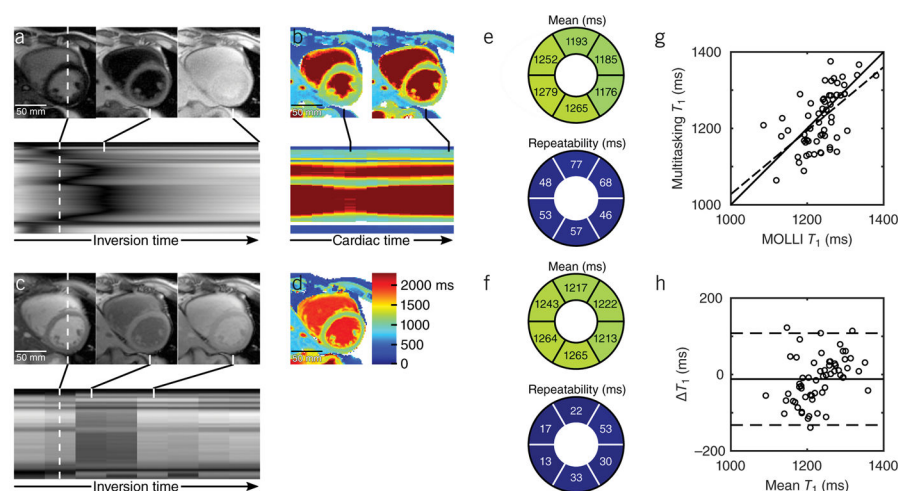 a
50 mm
Inversion time
b
50 mm
Cardiac time
c
50 mm
Inversion time
d
50 mm
2000 ms
1500
1000
500
0
e
Mean (ms)
1193
1252 1185
1279 1176
1265
Repeatability (ms)
77
48 68
53 46
57
f
Mean (ms)
1217
1243 1222
1264 1213
1265
Repeatability (ms)
22
17 53
13 30
33
g
Multitasking T1 (ms)
1400
1300
1200
1100
1000
1000 1200 1400
MOLLI T1 (ms)
h
ΔT1 (ms)
200
0
−200
1000 1200 1400
Mean T1 (ms)